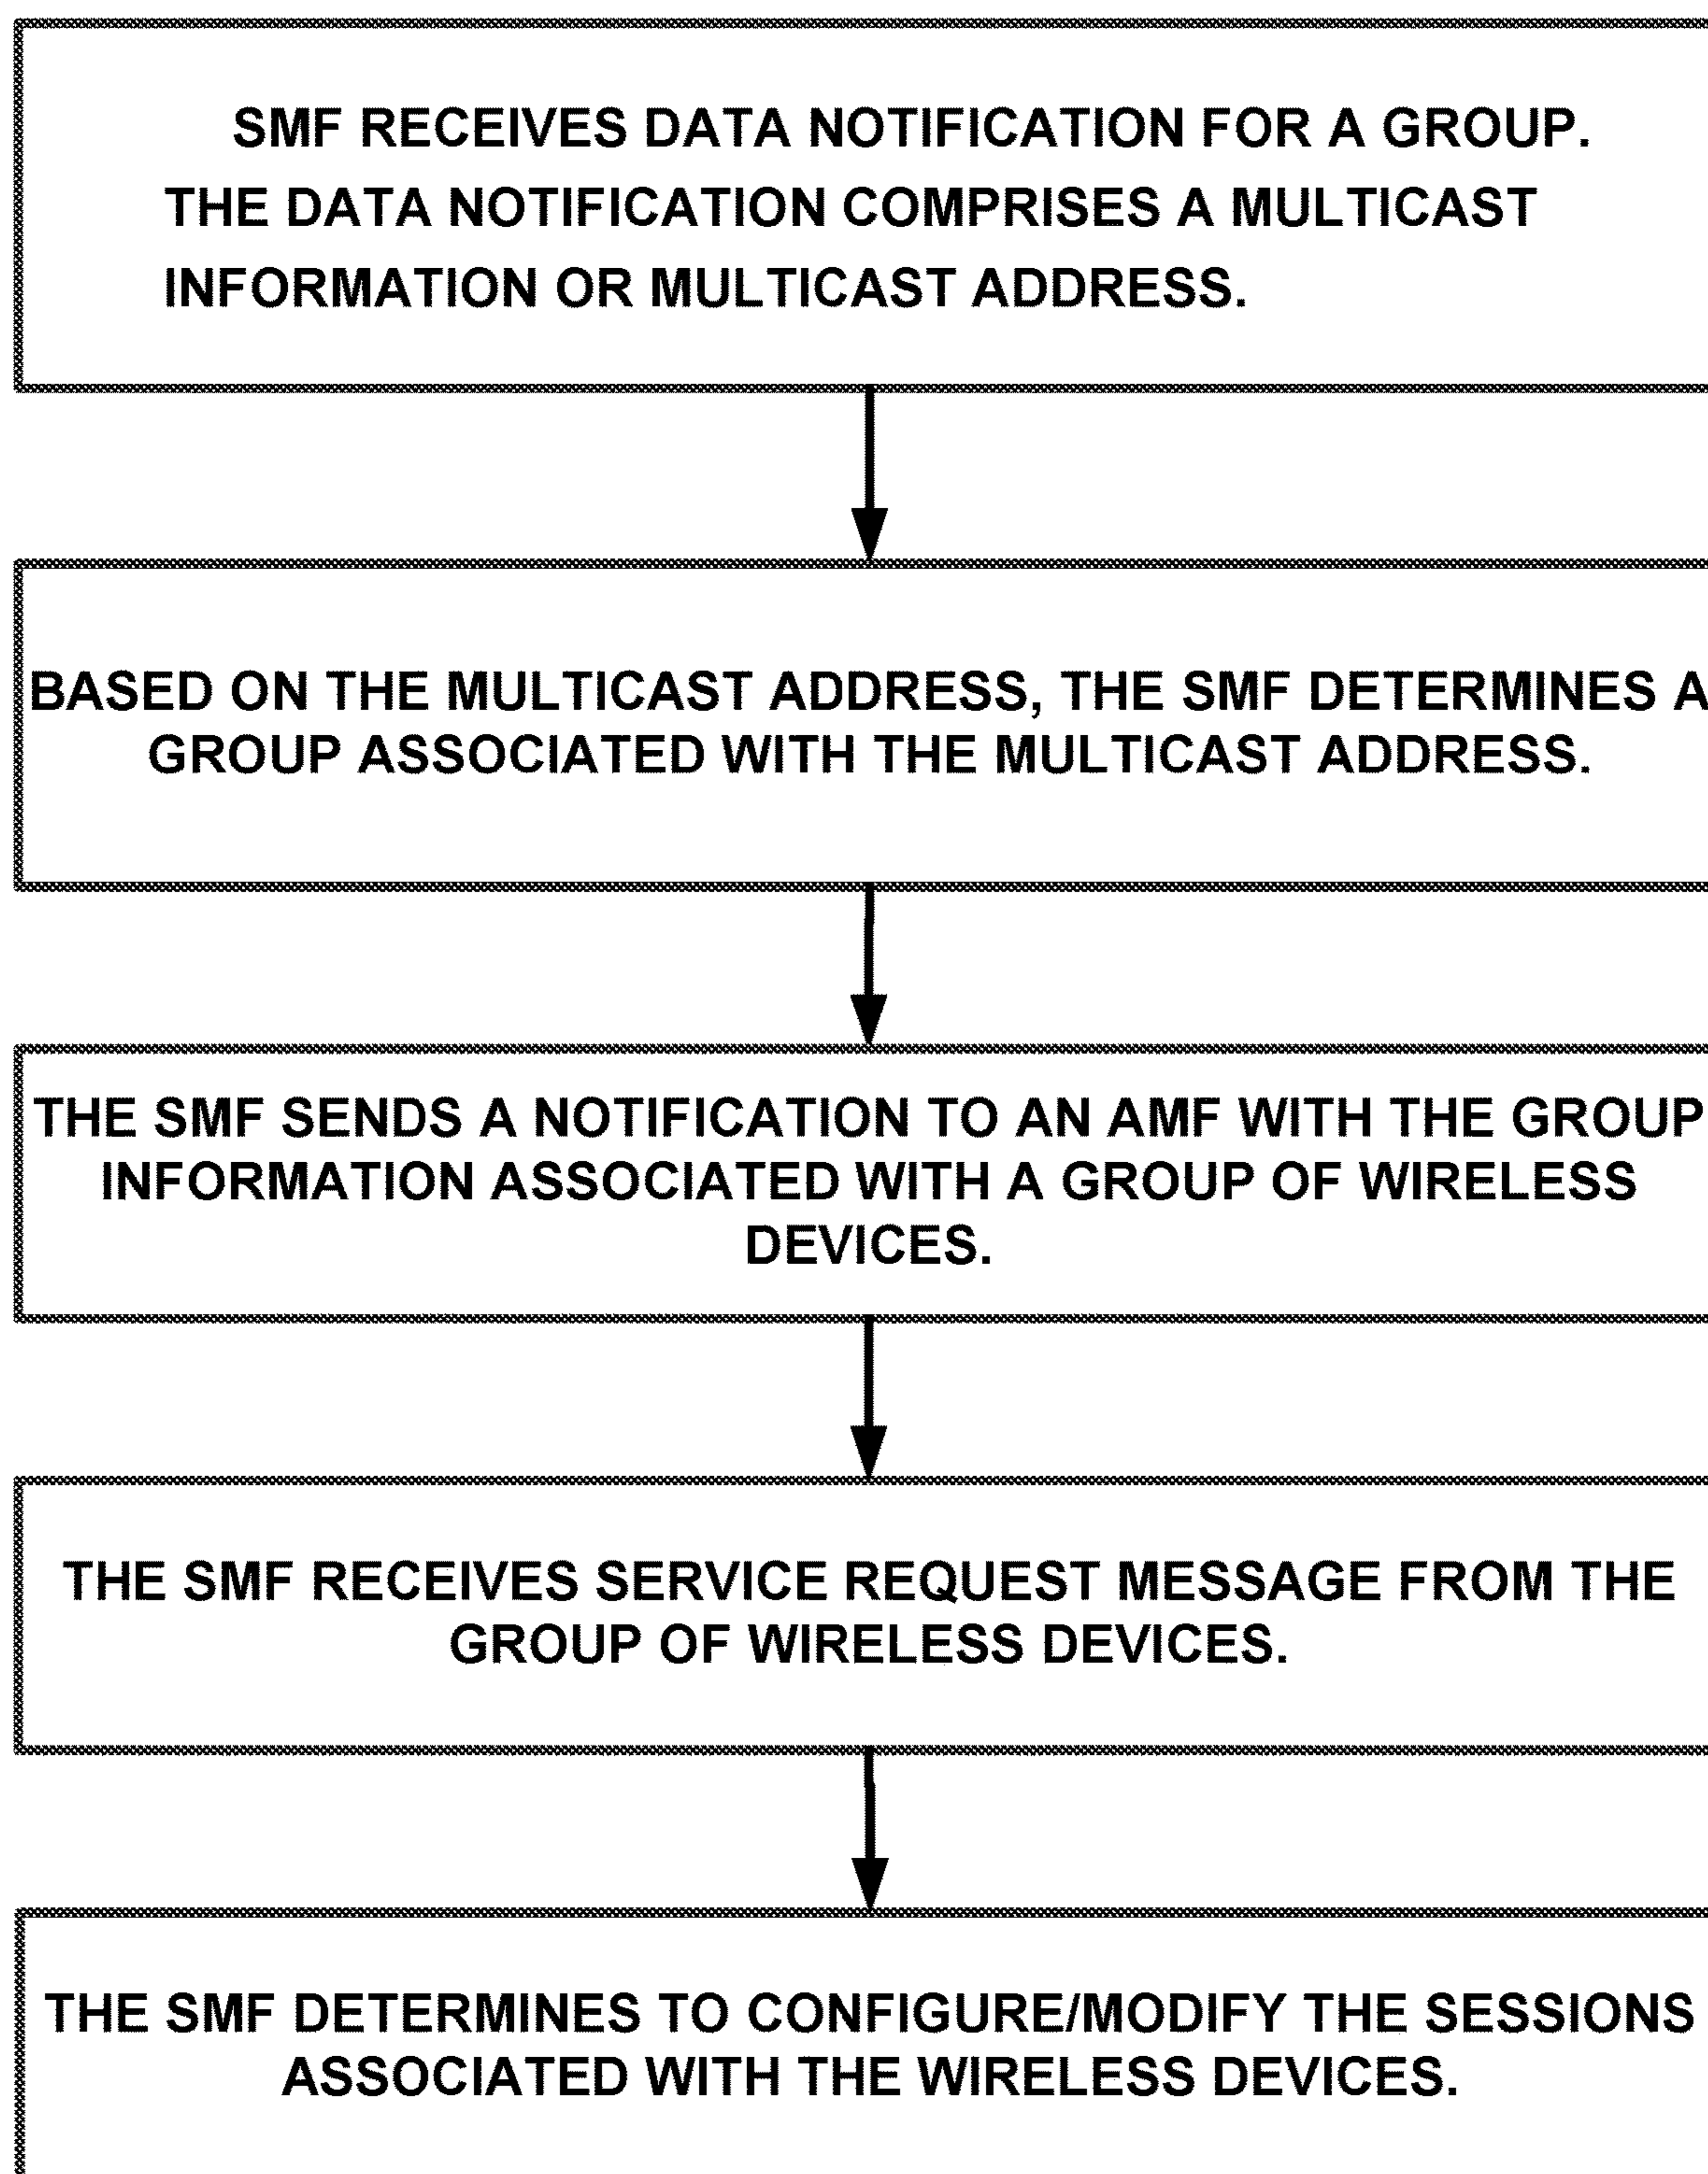 SMF RECEIVES DATA NOTIFICATION FOR A GROUP.
THE DATA NOTIFICATION COMPRISES A MULTICAST
INFORMATION OR MULTICAST ADDRESS.
BASED ON THE MULTICAST ADDRESS, THE SMF DETERMINES A
GROUP ASSOCIATED WITH THE MULTICAST ADDRESS.
THE SMF SENDS A NOTIFICATION TO AN AMF WITH THE GROUP
INFORMATION ASSOCIATED WITH A GROUP OF WIRELESS
DEVICES.
THE SMF RECEIVES SERVICE REQUEST MESSAGE FROM THE
GROUP OF WIRELESS DEVICES.
THE SMF DETERMINES TO CONFIGURE/MODIFY THE SESSIONS
ASSOCIATED WITH THE WIRELESS DEVICES.